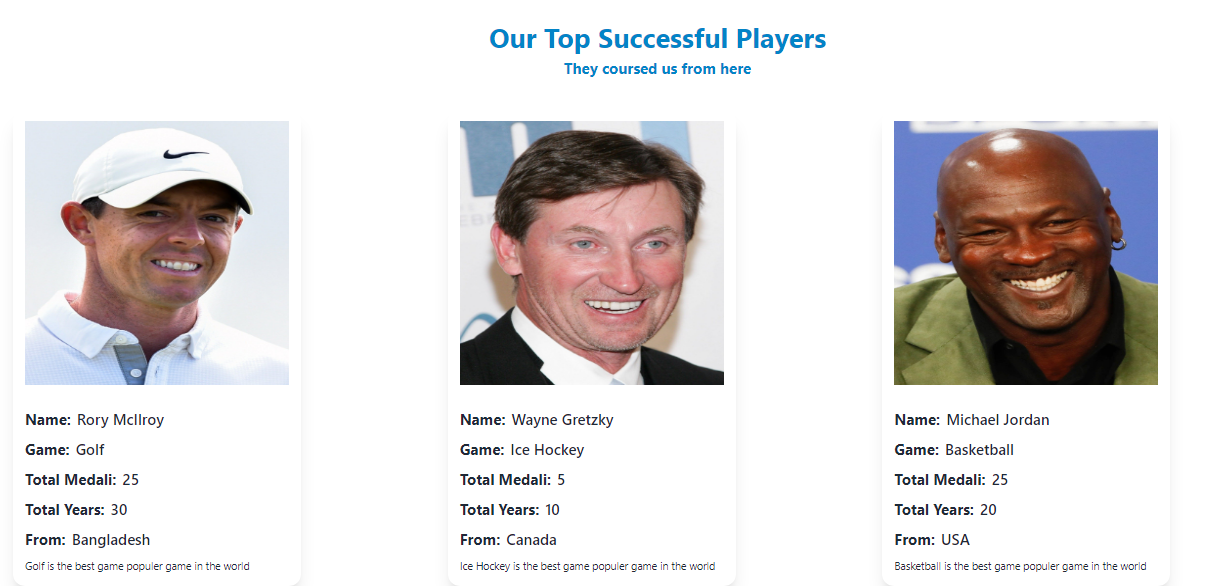 Our Top Successful Players
They coursed us from here
Name: Rory McIlroy
Game: Golf
Total Medali: 25
Total Years: 30
From: Bangladesh
Golf is the best game populer game in the world
Name: Wayne Gretzky
Game: Ice Hockey
Total Medali: 5
Total Years: 10
From: Canada
Ice Hockey is the best game populer game in the world
Name: Michael Jordan
Game: Basketball
Total Medali: 25
Total Years: 20
From: USA
Basketball is the best game populer game in the world